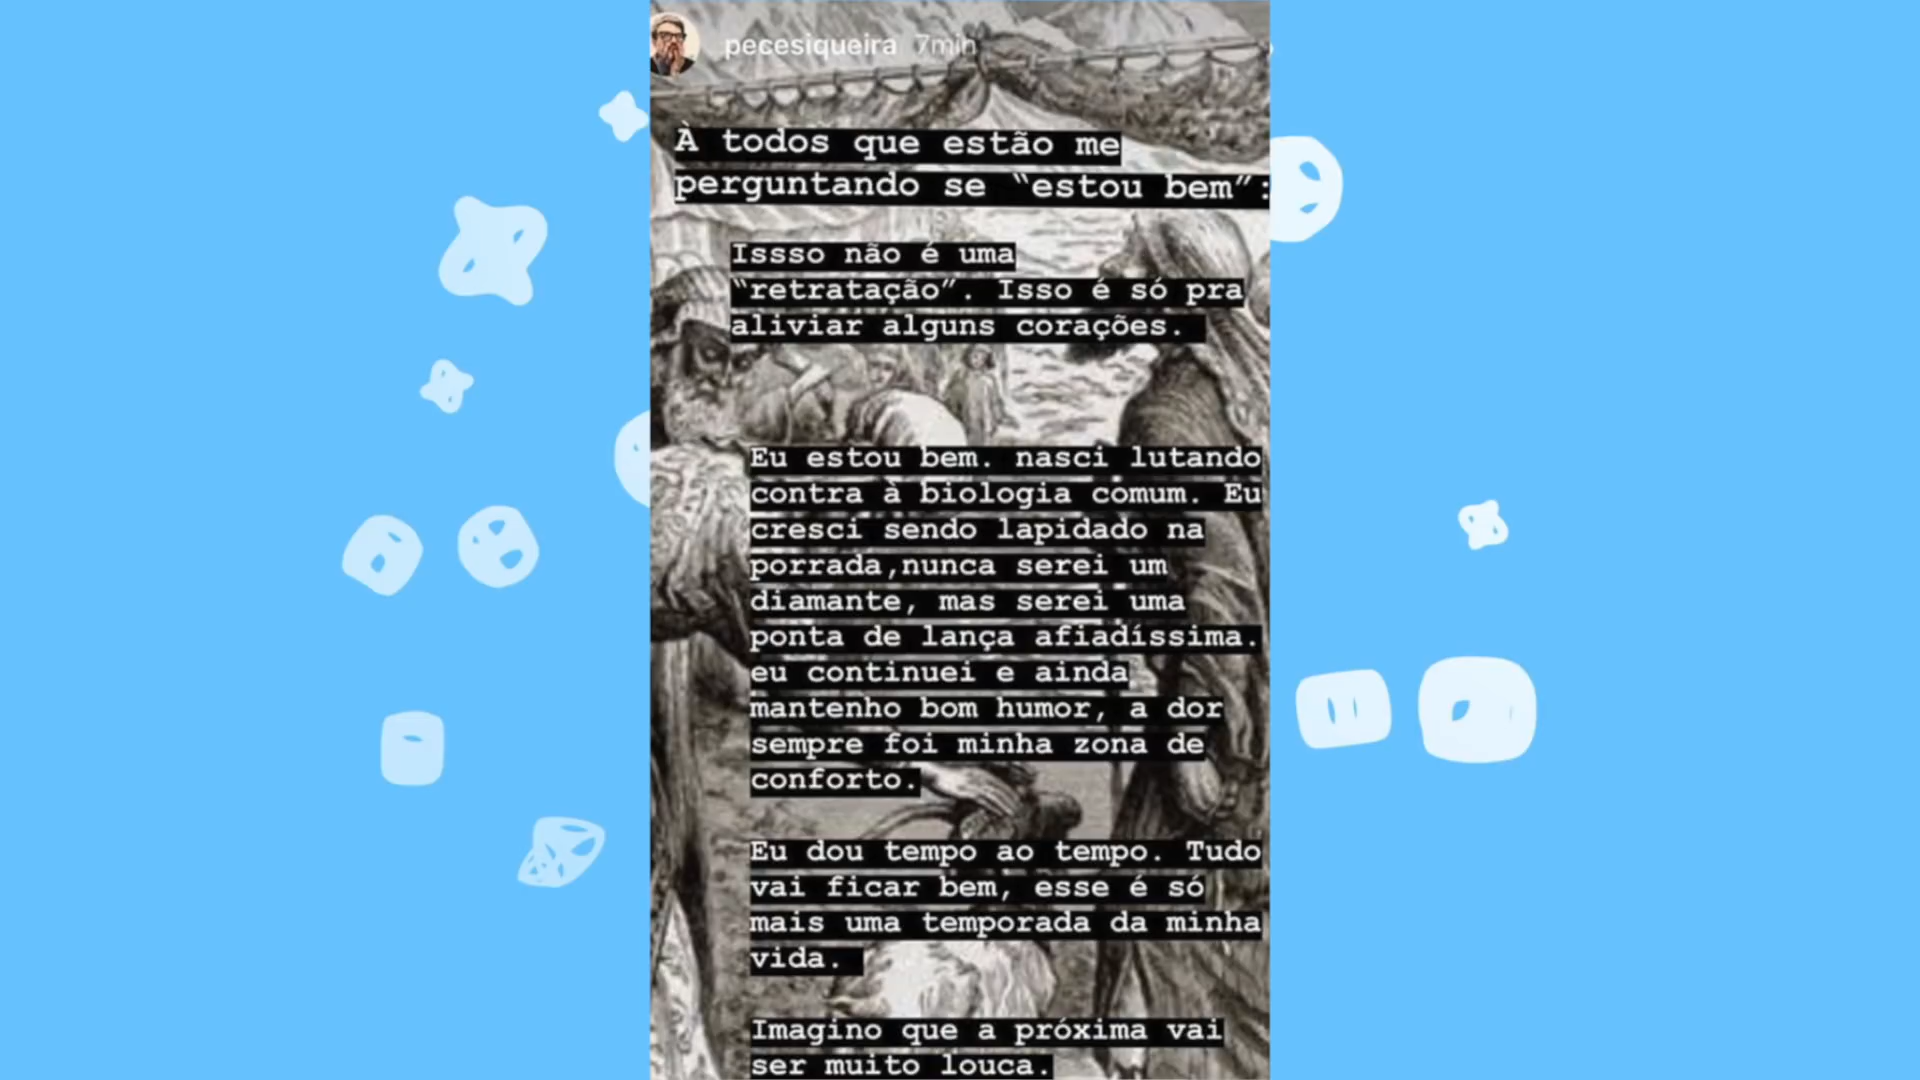 pecesiqueira 7min
À todos que estão me
perguntando se “estou bem”:
Issso não é uma
“retratação”. Isso é só pra
aliviar alguns corações.
Eu estou bem. nasci lutando
contra à biologia comum. Eu
cresci sendo lapidado na
porrada,nunca serei um
diamante, mas serei uma
ponta de lança afiadíssima.
eu continuei e ainda
mantenho bom humor, a dor
sempre foi minha zona de
conforto.
Eu dou tempo ao tempo. Tudo
vai ficar bem, esse é só
mais uma temporada da minha
vida.
Imagino que a próxima vai
ser muito louca.